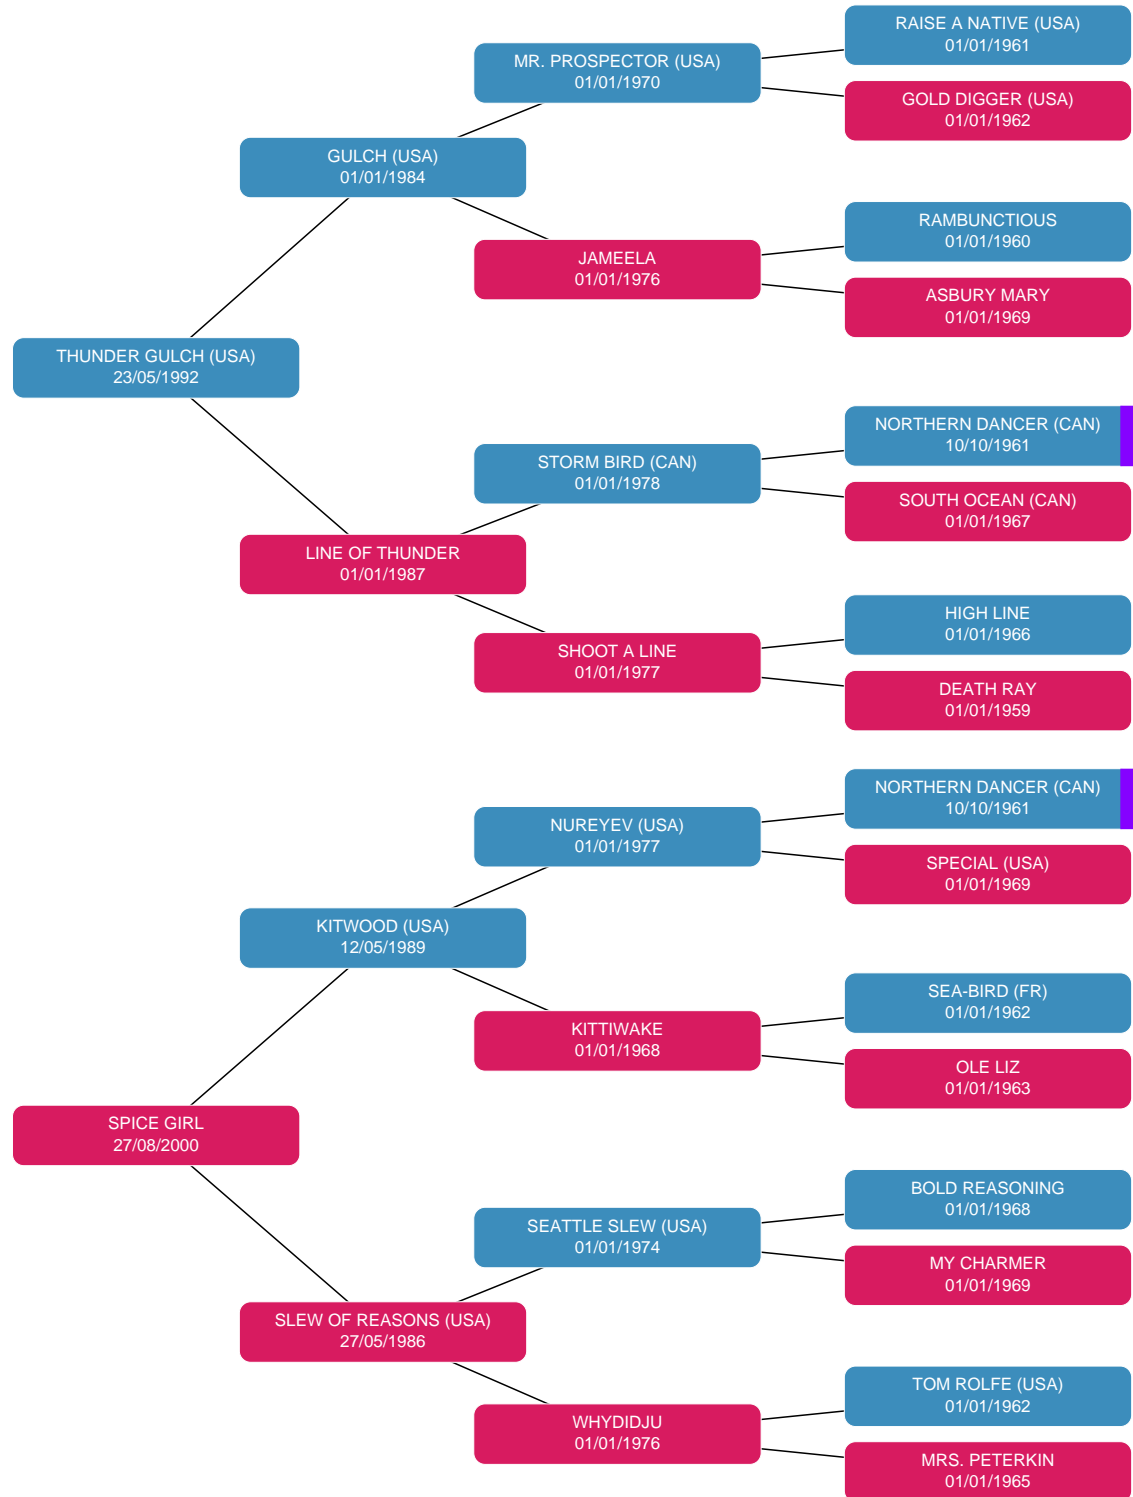 RAISE A NATIVE (USA)
01/01/1961
MR. PROSPECTOR (USA)
01/01/1970
GOLD DIGGER (USA)
01/01/1962
GULCH (USA)
01/01/1984
RAMBUNCTIOUS
01/01/1960
JAMEELA
01/01/1976
ASBURY MARY
01/01/1969
THUNDER GULCH (USA)
23/05/1992
NORTHERN DANCER (CAN)
10/10/1961
STORM BIRD (CAN)
01/01/1978
SOUTH OCEAN (CAN)
01/01/1967
LINE OF THUNDER
01/01/1987
HIGH LINE
01/01/1966
SHOOT A LINE
01/01/1977
DEATH RAY
01/01/1959
NORTHERN DANCER (CAN)
10/10/1961
NUREYEV (USA)
01/01/1977
SPECIAL (USA)
01/01/1969
KITWOOD (USA)
12/05/1989
SEA-BIRD (FR)
01/01/1962
KITTIWAKE
01/01/1968
OLE LIZ
01/01/1963
SPICE GIRL
27/08/2000
BOLD REASONING
01/01/1968
SEATTLE SLEW (USA)
01/01/1974
MY CHARMER
01/01/1969
SLEW OF REASONS (USA)
27/05/1986
TOM ROLFE (USA)
01/01/1962
WHYDIDJU
01/01/1976
MRS. PETERKIN
01/01/1965